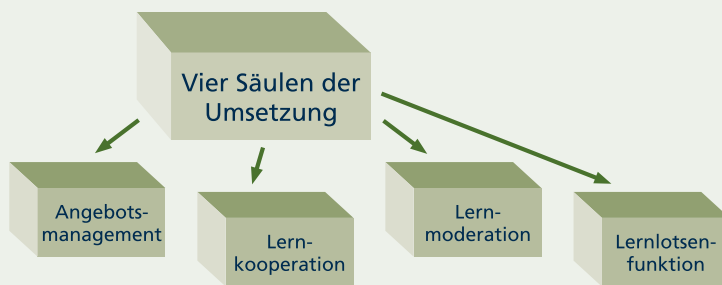 Vier Säulen der
Umsetzung
Angebots-
management
Lern-
kooperation
Lern-
moderation
Lernlotsen-
funktion